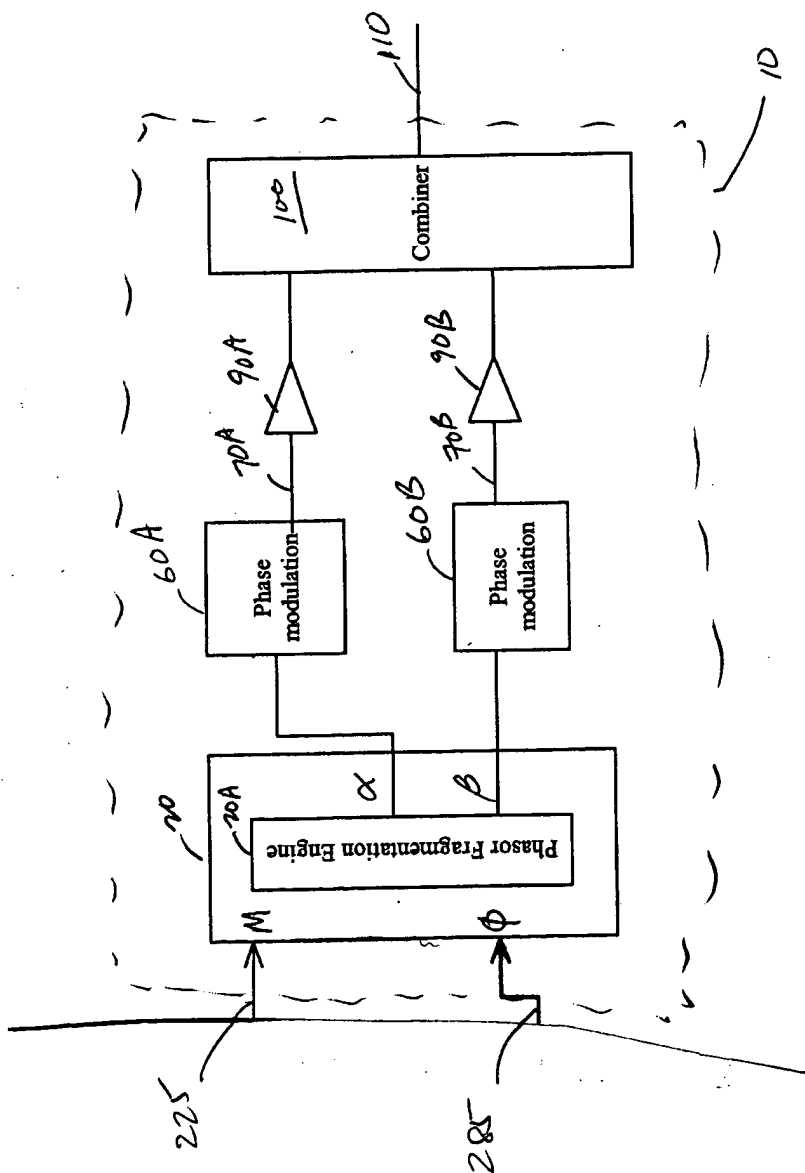 225
285
M
Φ
20
20A
Phasor Fragmentation Engine
α
β
60A
Phase
modulation
60B
Phase
modulation
70A
70B
90A
90B
100
Combiner
110
10